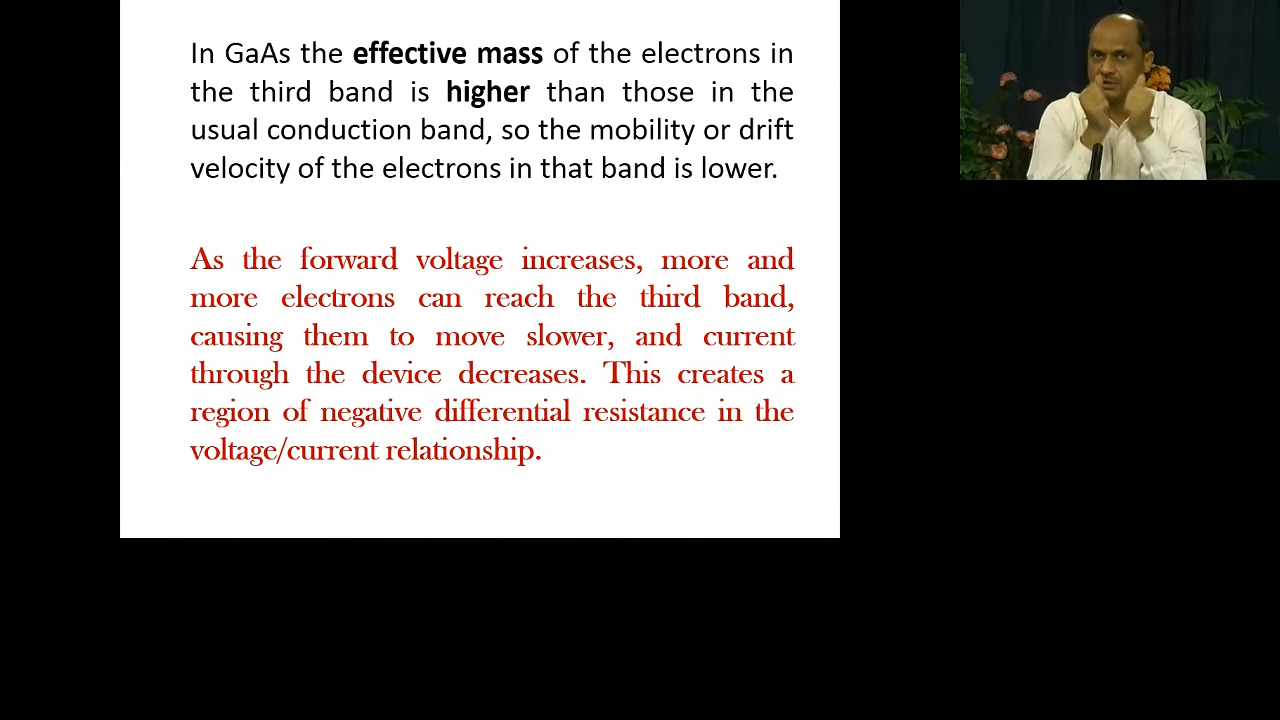 In GaAs the effective mass of the electrons in
the third band is higher than those in the
usual conduction band, so the mobility or drift
velocity of the electrons in that band is lower.
As the forward voltage increases, more and
more electrons can reach the third band,
causing them to move slower, and current
through the device decreases. This creates a
region of negative differential resistance in the
voltage/current relationship.